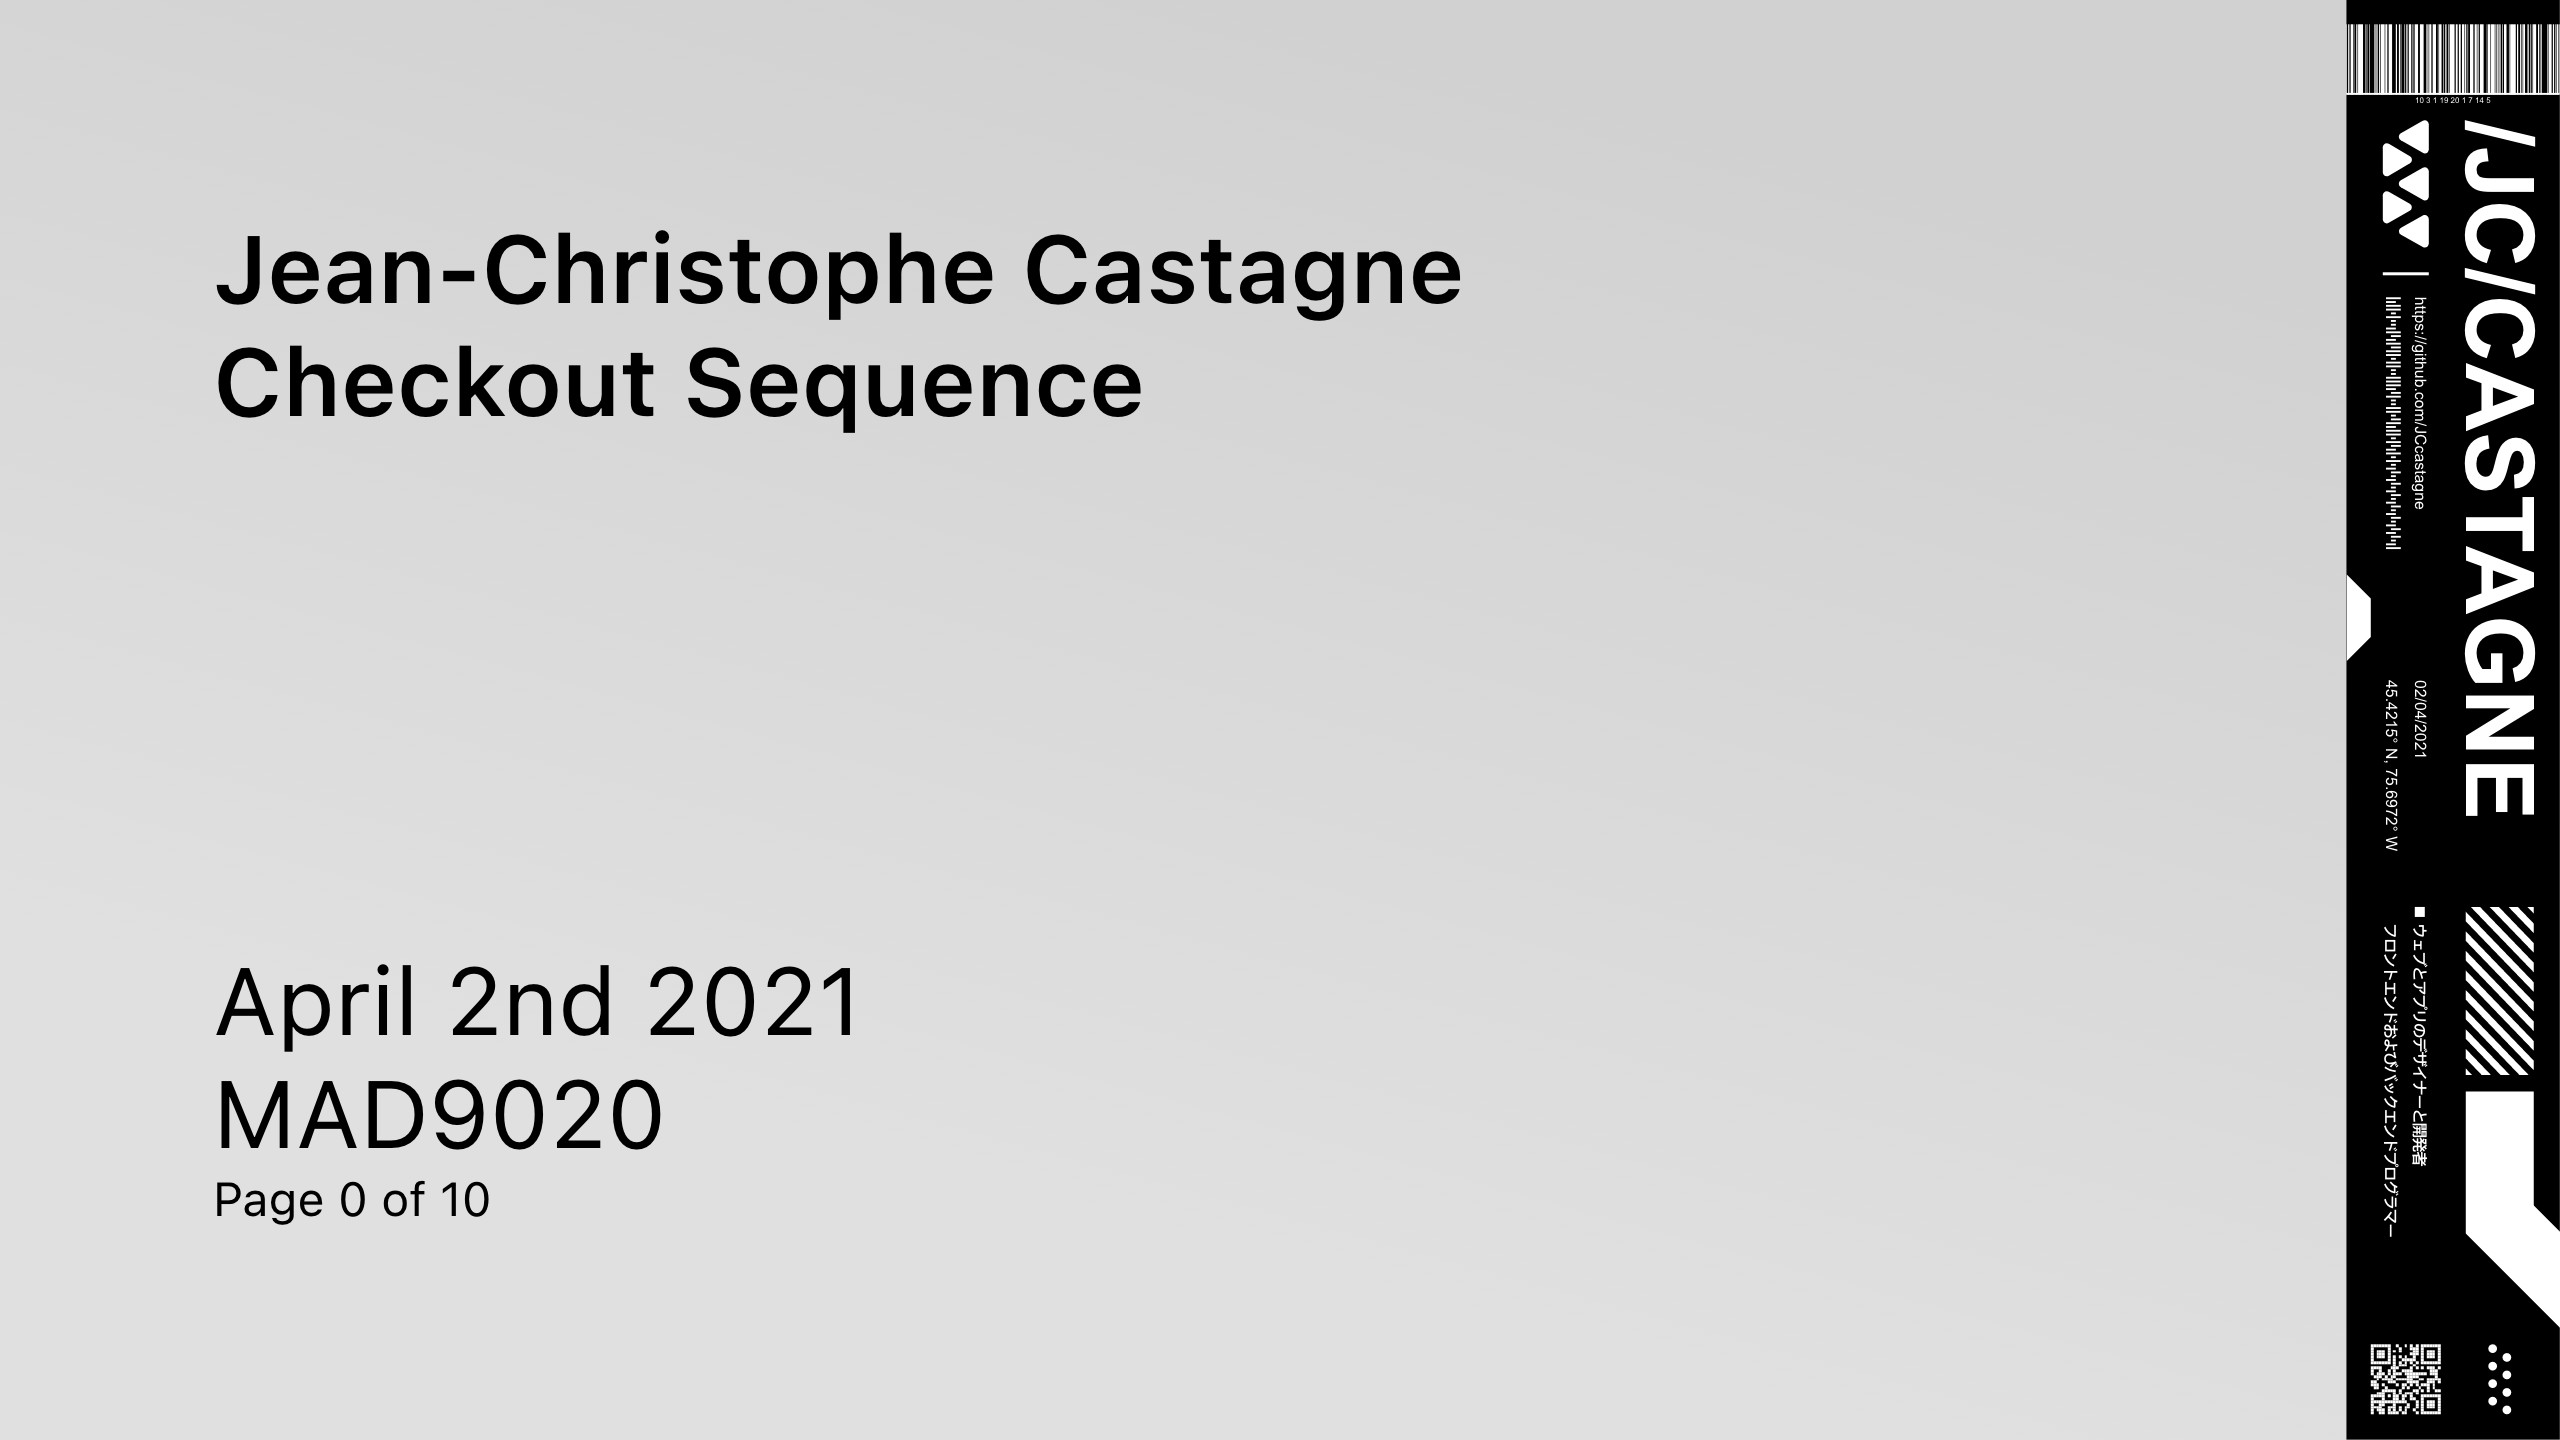 Jean-Christophe Castagne
Checkout Sequence
April 2nd 2021
MAD9020
Page 0 of 10
10 3 1 19 20 1 7 14 5
/JC/CASTAGNE
https://github.com/JCcastagne
02/04/2021
45.4215° N, 75.6972° W
■ ウェブとアプリのデザイナーと開発者
フロントエンドおよびバックエンドプログラマー